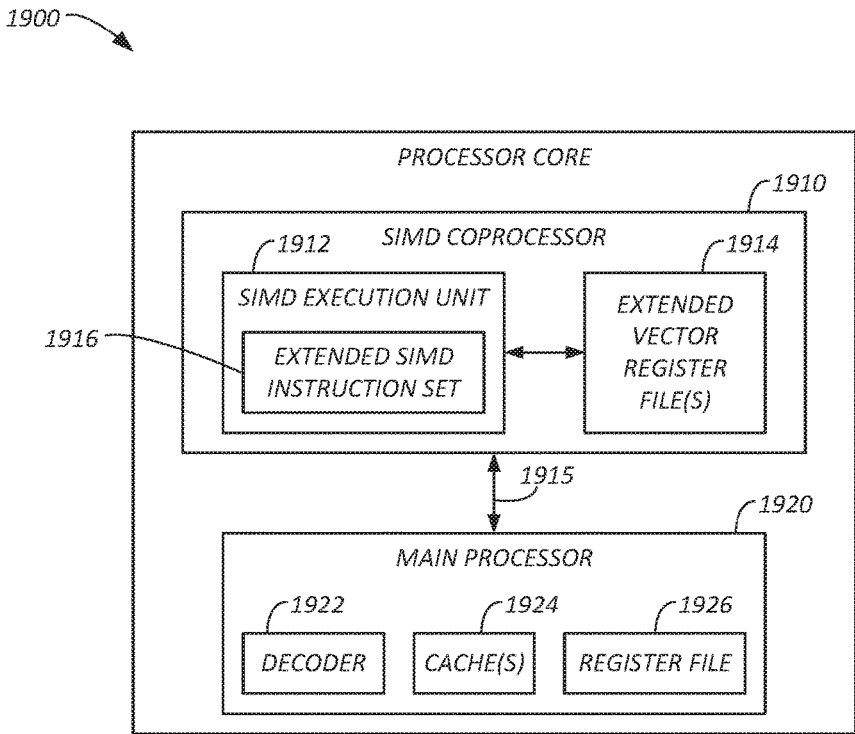 1900
PROCESSOR CORE
1910
SIMD COPROCESSOR
1912
1914
SIMD EXECUTION UNIT
1916
EXTENDED SIMD
INSTRUCTION SET
EXTENDED
VECTOR
REGISTER
FILE(S)
1915
1920
MAIN PROCESSOR
1922
1924
1926
DECODER
CACHE(S)
REGISTER FILE